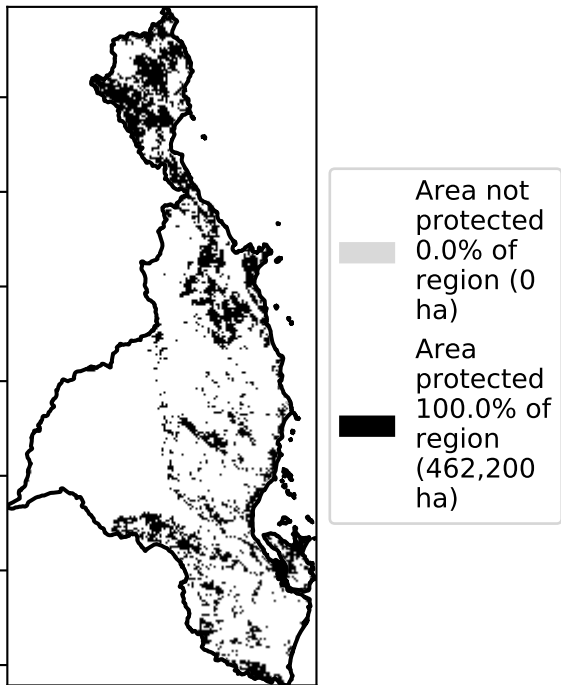 Area not
protected
0.0% of
region (0
ha)
Area
protected
100.0% of
region
(462,200
ha)